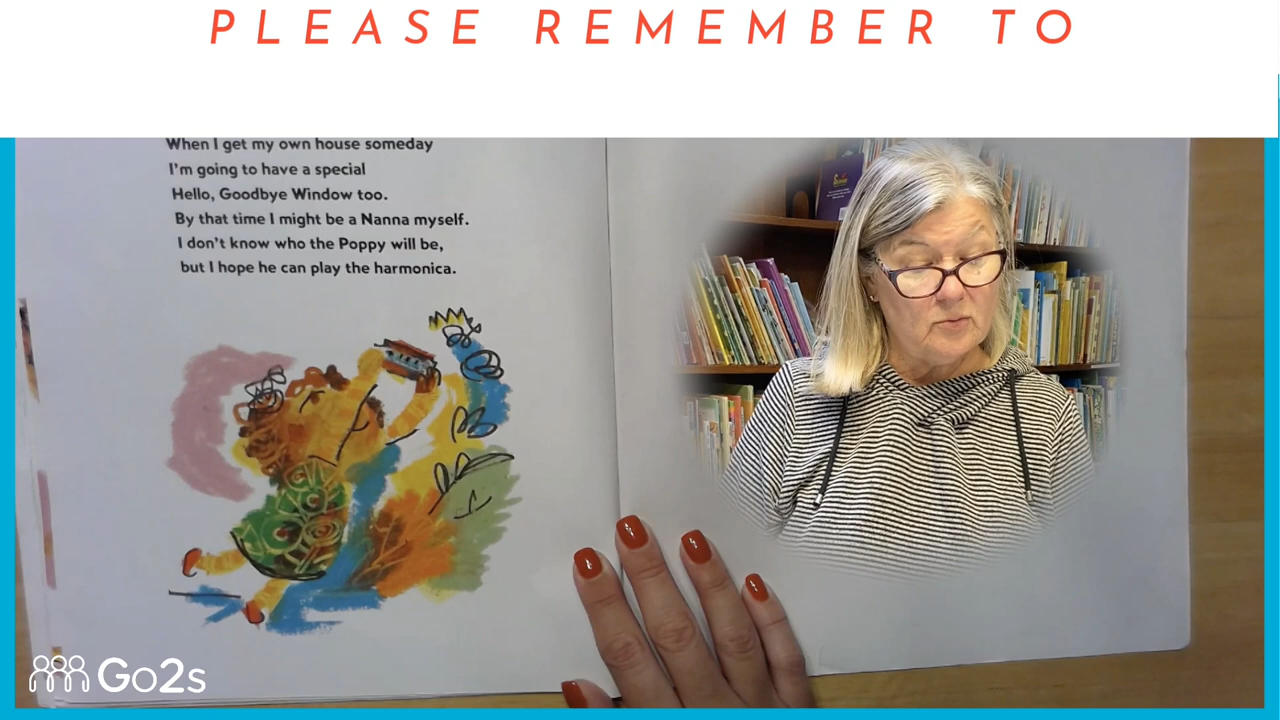 PLEASE REMEMBER TO
When I get my own house someday
I'm going to have a special
Hello, Goodbye Window too.
By that time I might be a Nanna myself.
I don't know who the Poppy will be,
but I hope he can play the harmonica.
Go2s